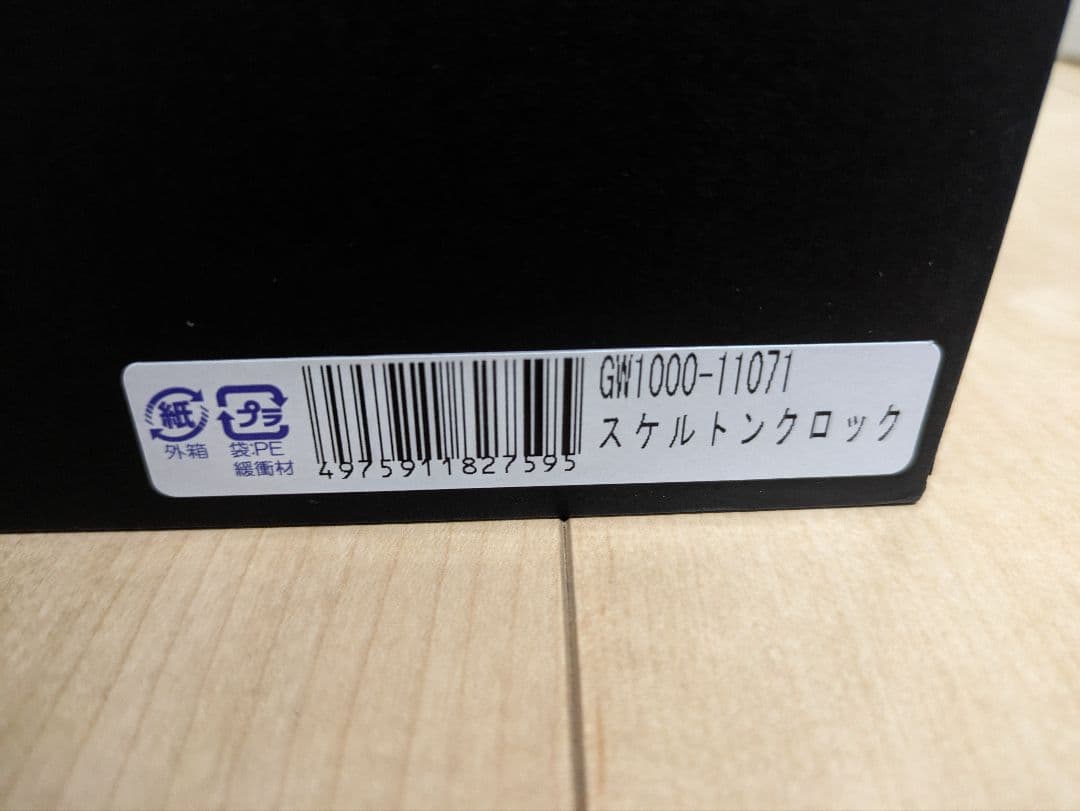 紙
外箱
プラ
袋:PE
緩衝材
4975911827595
GW1000-11071
スケルトンクロック